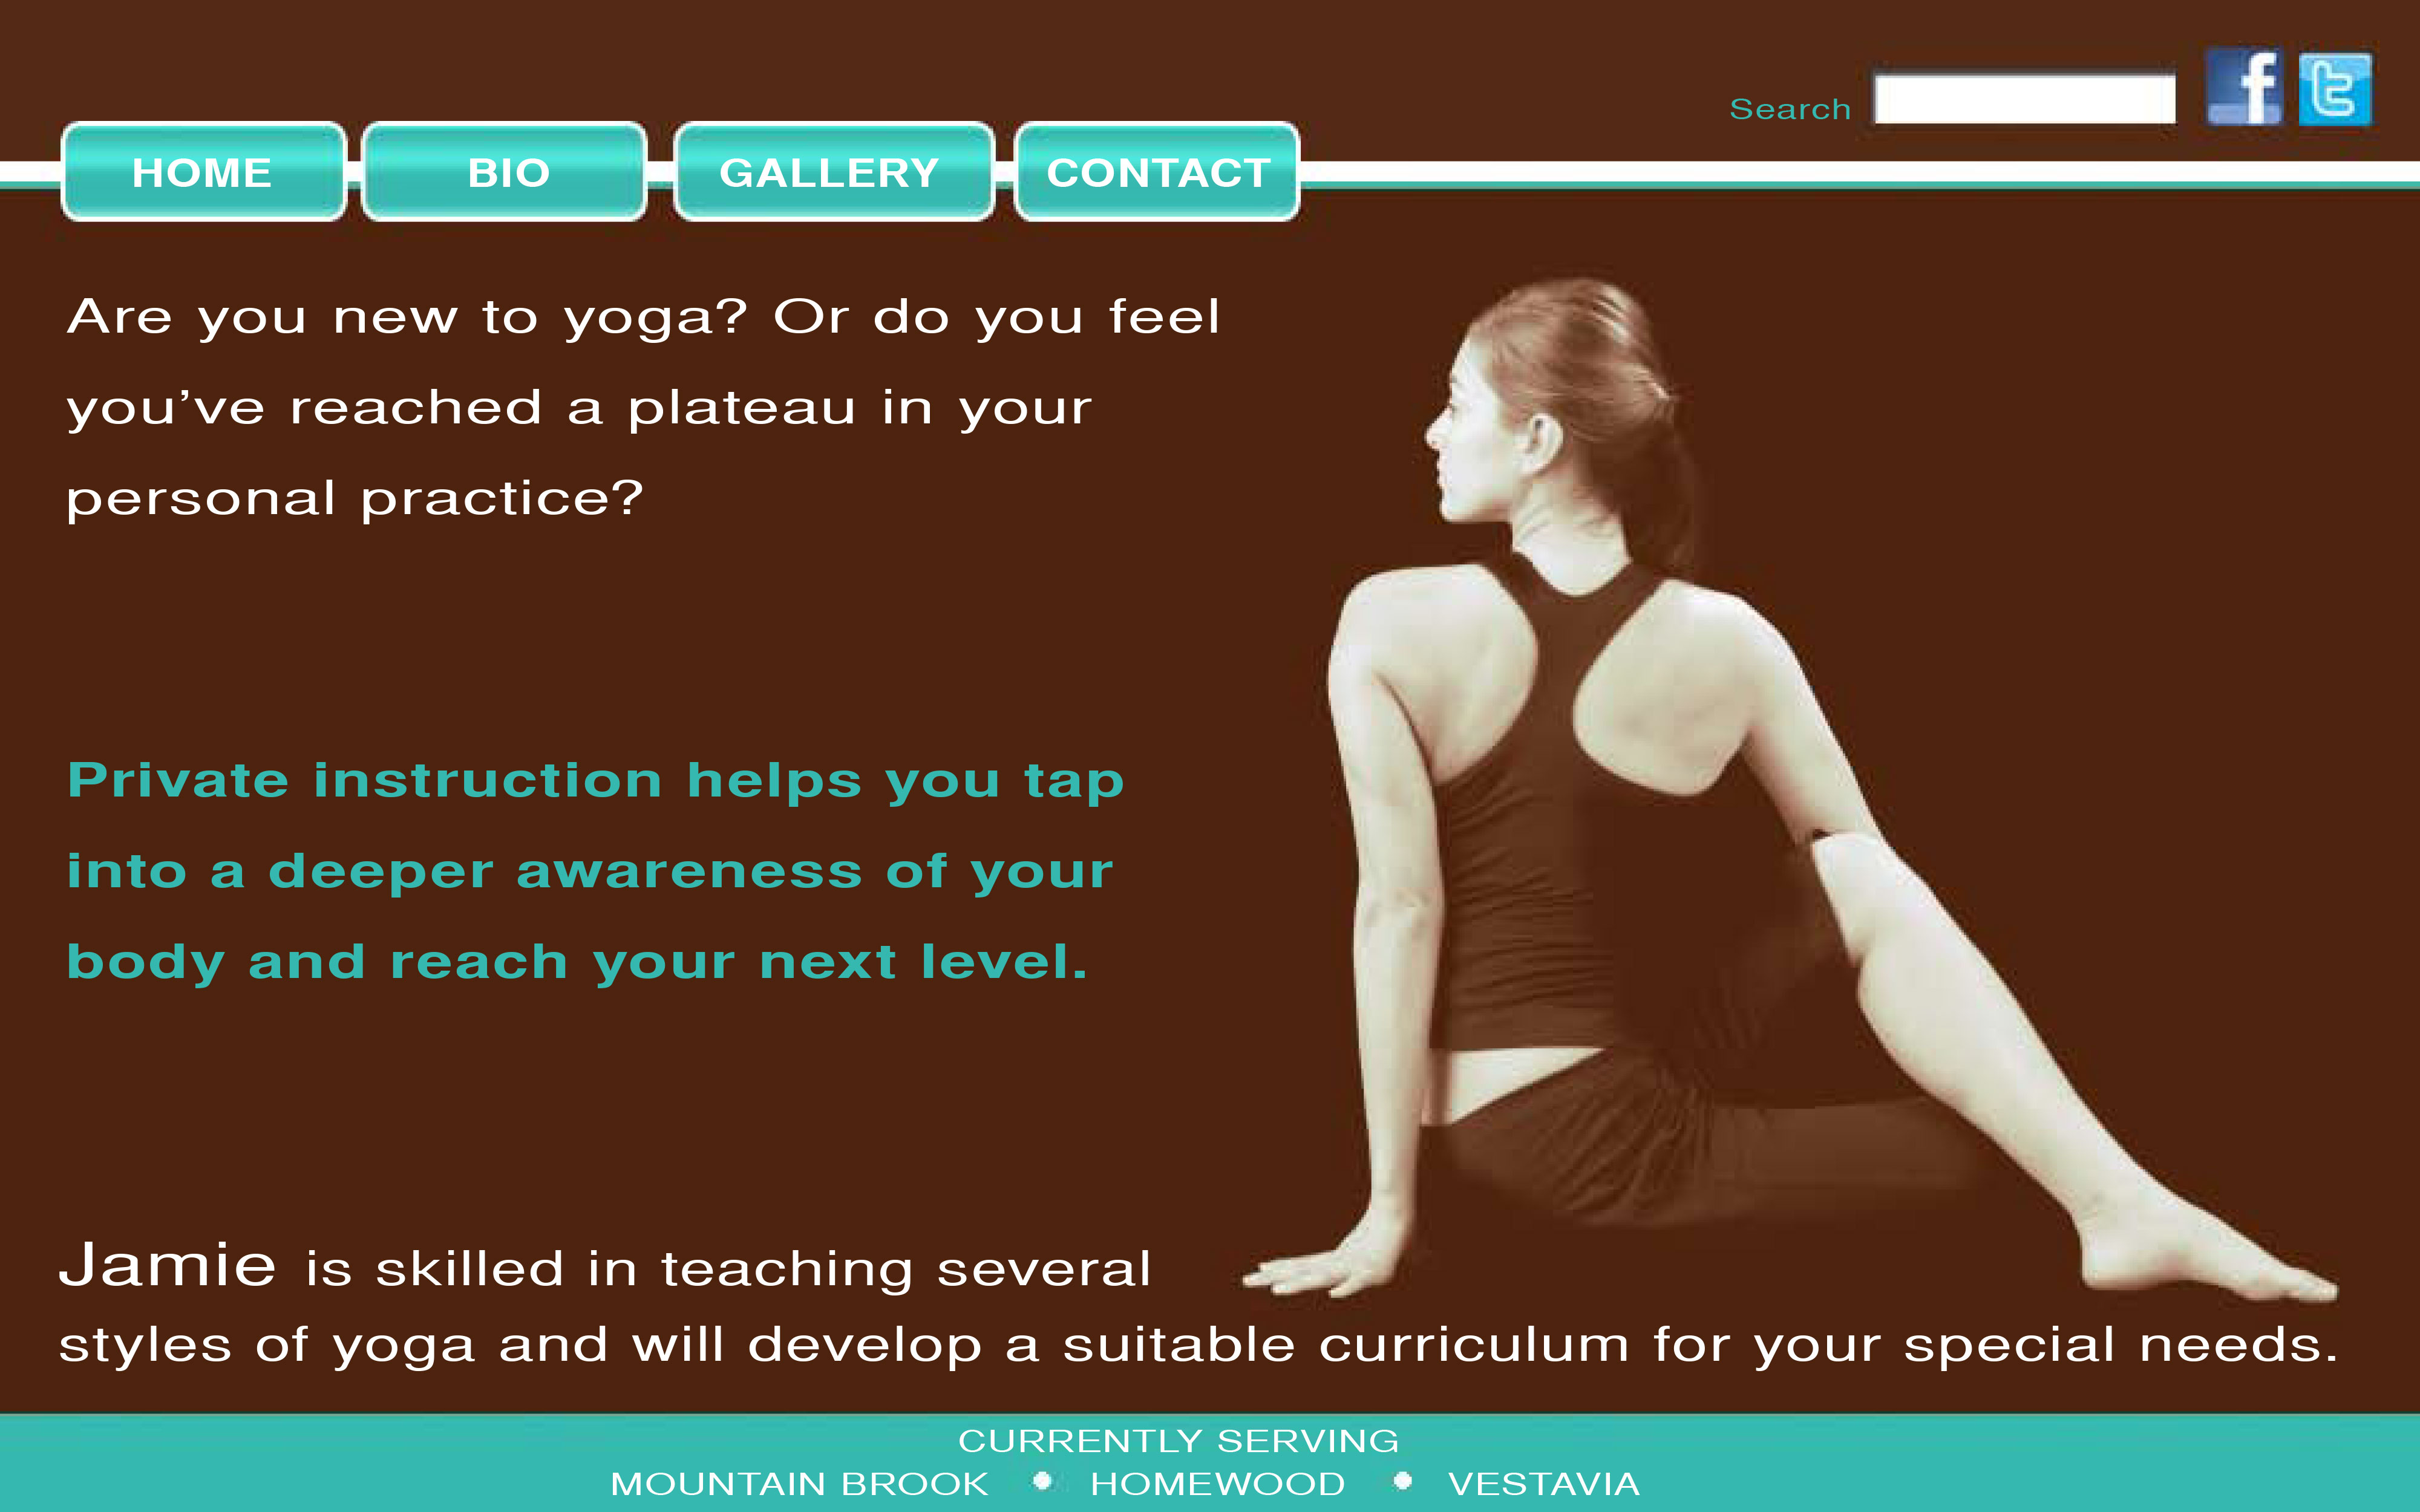 Search
f
t
HOME
BIO
GALLERY
CONTACT
Are you new to yoga? Or do you feel
you’ve reached a plateau in your
personal practice?
Private instruction helps you tap
into a deeper awareness of your
body and reach your next level.
Jamie is skilled in teaching several
styles of yoga and will develop a suitable curriculum for your special needs.
CURRENTLY SERVING
MOUNTAIN BROOK • HOMEWOOD • VESTAVIA